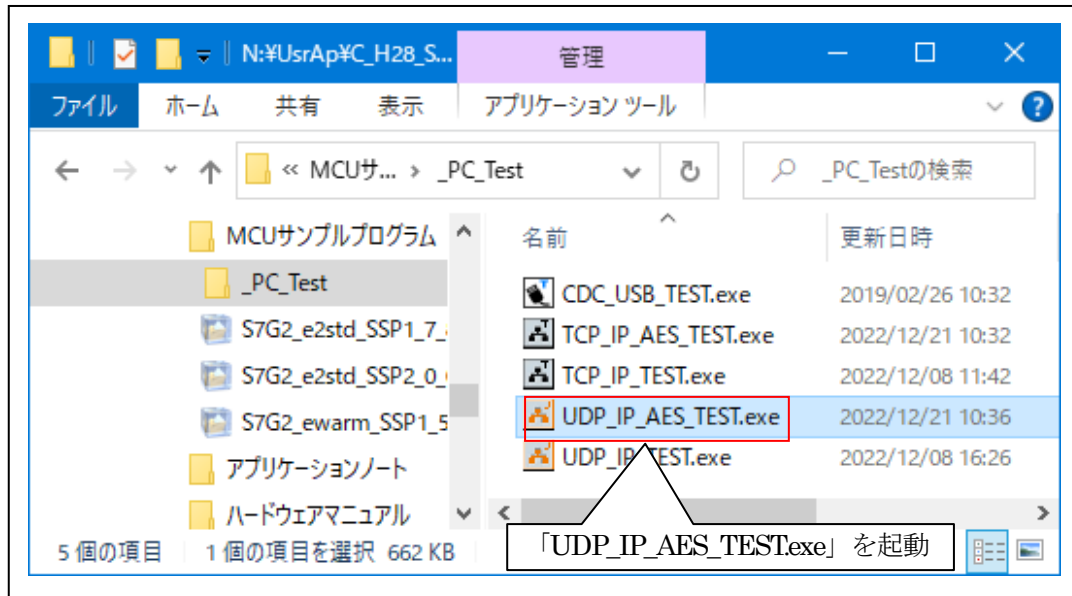 N:¥UsrAp¥C_H28_S...
管理
ファイル ホーム 共有 表示 アプリケーション ツール
« MCUサ... › _PC_Test
_PC_Testの検索
MCUサンプルプログラム
_PC_Test
S7G2_e2std_SSP1_7_
S7G2_e2std_SSP2_0_
S7G2_ewarm_SSP1_5
アプリケーションノート
ハードウェアマニュアル
名前 更新日時
CDC_USB_TEST.exe 2019/02/26 10:32
TCP_IP_AES_TEST.exe 2022/12/21 10:32
TCP_IP_TEST.exe 2022/12/08 11:42
UDP_IP_AES_TEST.exe 2022/12/21 10:36
UDP_IP_TEST.exe 2022/12/08 16:26
「UDP_IP_AES_TEST.exe」を起動
5 個の項目 1 個の項目を選択 662 KB